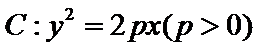 C : y² = 2px(p > 0)